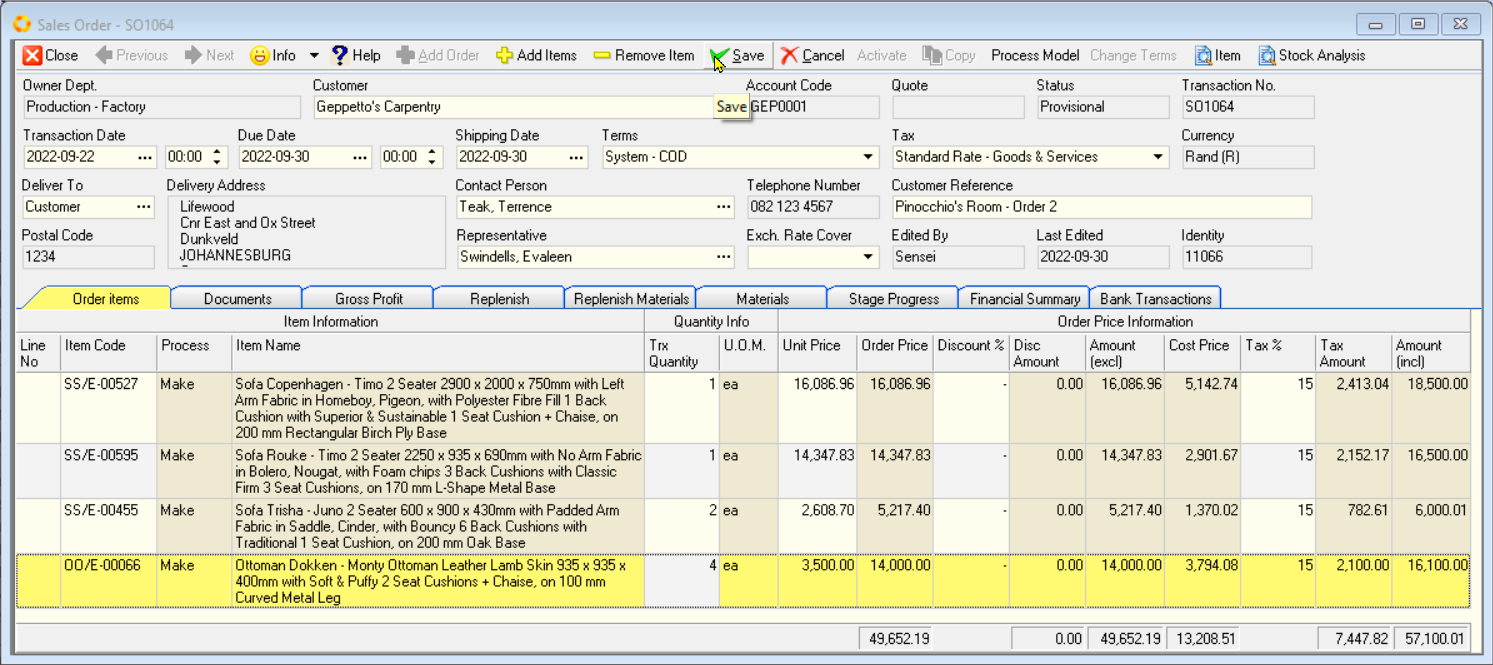 Sales Order - SO1064
Close Previous Next Info Help Add Order Add Items Remove Item Save Cancel Activate Copy Process Model Change Terms Item Stock Analysis
Owner Dept. Customer Account Code Quote Status Transaction No.
Production - Factory Geppetto's Carpentry Save GEP0001 Provisional SO1064
Transaction Date Due Date Shipping Date Terms Tax Currency
2022-09-22 ... 00:00 2022-09-30 ... 00:00 2022-09-30 ... System - COD Standard Rate - Goods & Services Rand (R)
Deliver To Delivery Address Contact Person Telephone Number Customer Reference
Customer ... Lifewood Teak, Terrence ... 082 123 4567 Pinocchio's Room - Order 2
Cnr East and Ox Street
Postal Code Dunkveld Representative Exch. Rate Cover Edited By Last Edited Identity
1234 JOHANNESBURG Swindells, Evaleen ... Sensei 2022-09-30 11066
Order items Documents Gross Profit Replenish Replenish Materials Materials Stage Progress Financial Summary Bank Transactions
Item Information Quantity Info Order Price Information
Line Item Code Process Item Name Trx U.O.M. Unit Price Order Price Discount % Disc Amount Cost Price Tax % Tax Amount
No Quantity Amount (excl) Amount (incl)
SS/E-00527 Make Sofa Copenhagen - Timo 2 Seater 2900 x 2000 x 750mm with Left 1 ea 16,086.96 16,086.96 - 0.00 16,086.96 5,142.74 15 2,413.04 18,500.00
Arm Fabric in Homeboy, Pigeon, with Polyester Fibre Fill 1 Back
Cushion with Superior & Sustainable 1 Seat Cushion + Chaise, on
200 mm Rectangular Birch Ply Base
SS/E-00595 Make Sofa Rouke - Timo 2 Seater 2250 x 935 x 690mm with No Arm Fabric 1 ea 14,347.83 14,347.83 - 0.00 14,347.83 2,901.67 15 2,152.17 16,500.00
in Bolero, Nougat, with Foam chips 3 Back Cushions with Classic
Firm 3 Seat Cushions, on 170 mm L-Shape Metal Base
SS/E-00455 Make Sofa Trisha - Juno 2 Seater 600 x 900 x 430mm with Padded Arm 2 ea 2,608.70 5,217.40 - 0.00 5,217.40 1,370.02 15 782.61 6,000.01
Fabric in Saddle, Cinder, with Bouncy 6 Back Cushions with
Traditional 1 Seat Cushion, on 200 mm Oak Base
OO/E-00066 Make Ottoman Dokken - Monty Ottoman Leather Lamb Skin 935 x 935 x 4 ea 3,500.00 14,000.00 - 0.00 14,000.00 3,794.08 15 2,100.00 16,100.00
400mm with Soft & Puffy 2 Seat Cushions + Chaise, on 100 mm
Curved Metal Leg
49,652.19 0.00 49,652.19 13,208.51 7,447.82 57,100.01